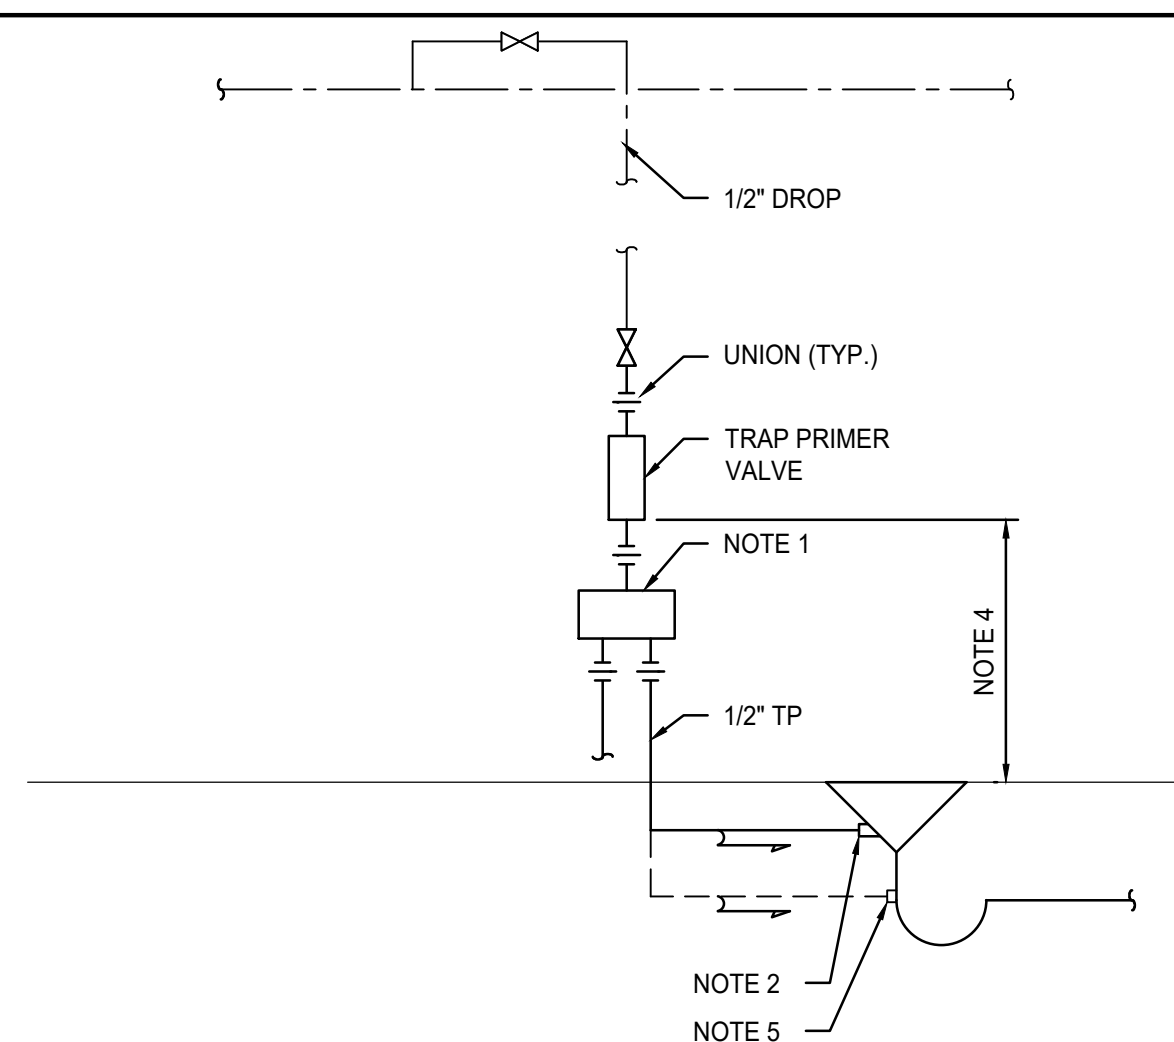 1/2" DROP
UNION (TYP.)
TRAP PRIMER
VALVE
NOTE 1
NOTE 4
1/2" TP
NOTE 2
NOTE 5